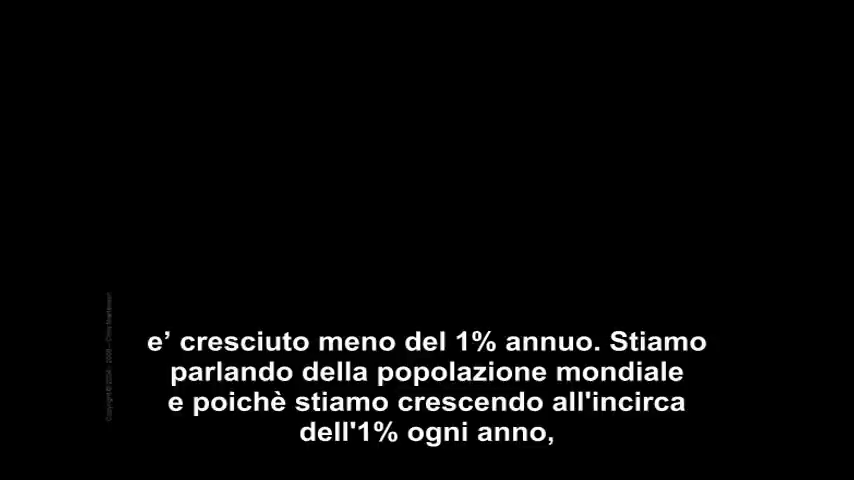 e’ cresciuto meno del 1% annuo. Stiamo
parlando della popolazione mondiale
e poichè stiamo crescendo all'incirca
dell'1% ogni anno,